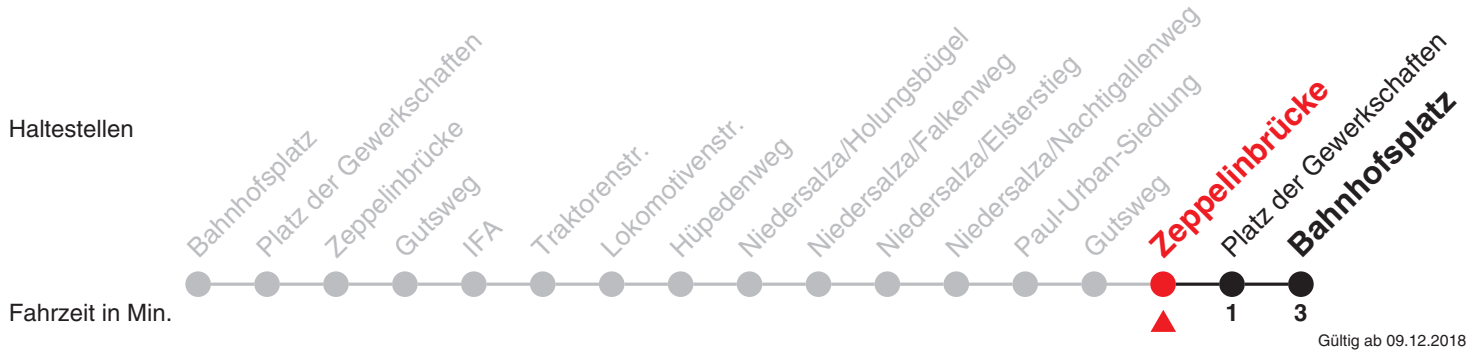 Haltestellen
Bahnhofsplatz
Platz der Gewerkschaften
Zeppelinbrücke
Gutsweg
IFA
Traktorenstr.
Lokomotivenstr.
Hüpedenweg
Niedersalza/Holungsbügel
Niedersalza/Falkenweg
Niedersalza/Elsterstieg
Niedersalza/Nachtigallenweg
Paul-Urban-Siedlung
Gutsweg
Zeppelinbrücke
Platz der Gewerkschaften
Bahnhofsplatz
Fahrzeit in Min.
1
3
Gültig ab 09.12.2018